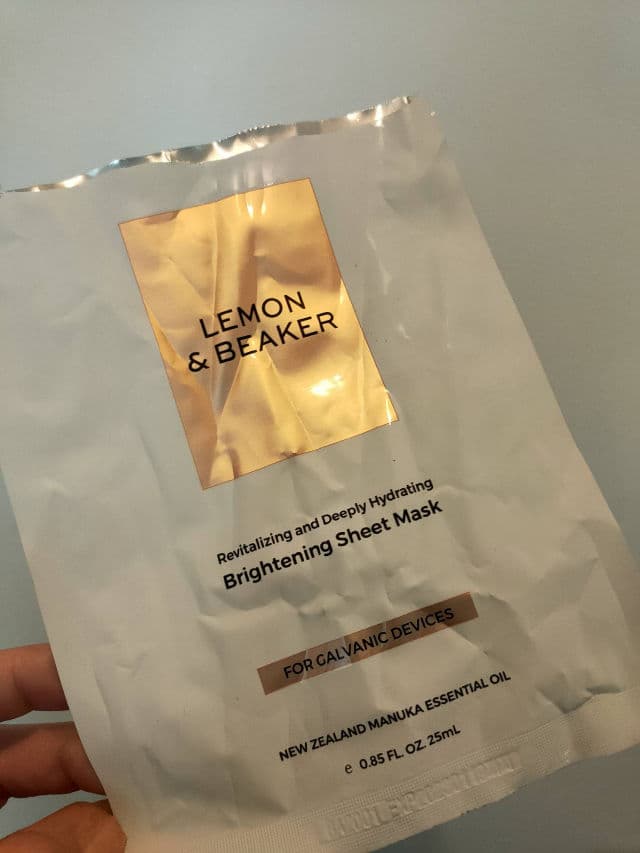 LEMON
& BEAKER
Revitalizing and Deeply Hydrating
Brightening Sheet Mask
FOR GALVANIC DEVICES
NEW ZEALAND MANUKA ESSENTIAL OIL
e 0.85 FL. OZ. 25mL